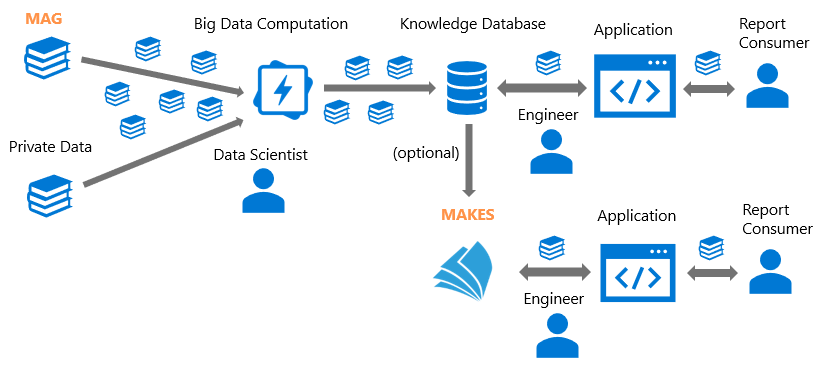 MAG
Big Data Computation
Knowledge Database
Application
Report
Consumer
Private Data
Data Scientist
(optional)
Engineer
MAKES
Application
Report
Consumer
Engineer